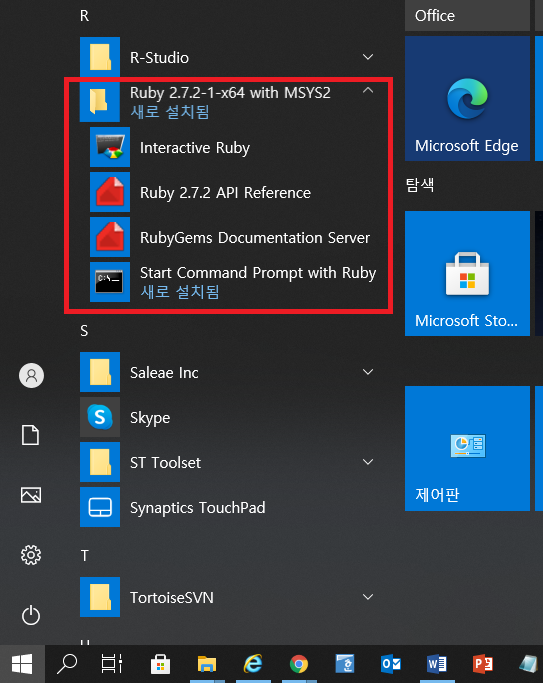 R
R-Studio
Ruby 2.7.2-1-x64 with MSYS2
새로 설치됨
Interactive Ruby
Ruby 2.7.2 API Reference
RubyGems Documentation Server
C:\
Start Command Prompt with Ruby
새로 설치됨
S
Saleae Inc
Skype
ST Toolset
Synaptics TouchPad
T
TortoiseSVN
Office
Microsoft Edge
탐색
Microsoft Sto...
제어판